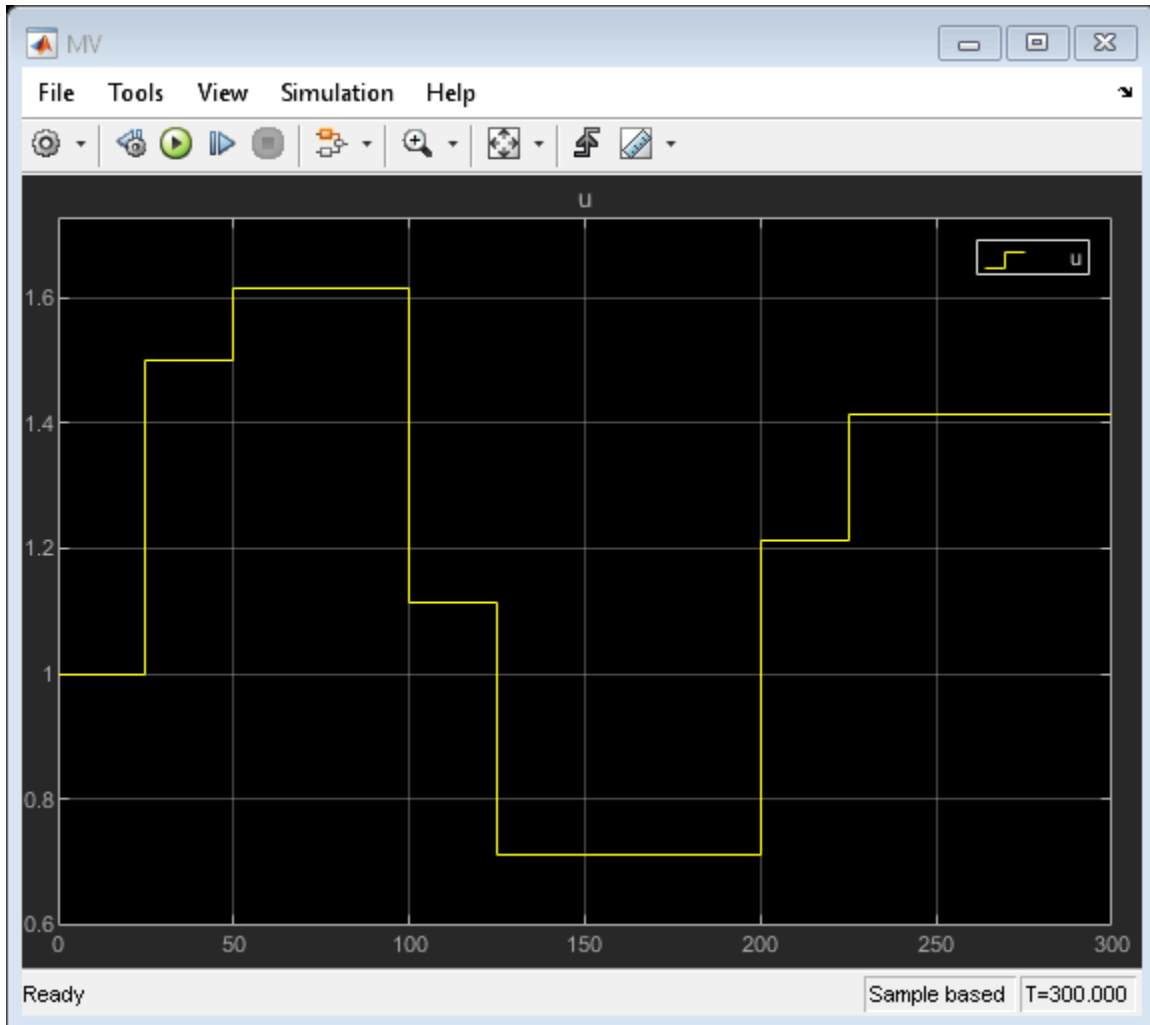 MV
File Tools View Simulation Help
u
u
1.6
1.4
1.2
1
0.8
0.6
0 50 100 150 200 250 300
Ready Sample based T=300.000